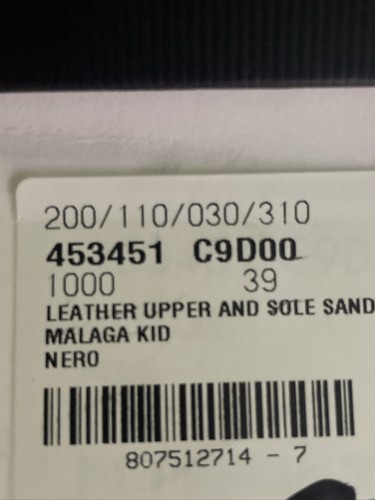 200/110/030/310
453451 C9D00
1000 39
LEATHER UPPER AND SOLE SAND
MALAGA KID
NERO
807512714 - 7